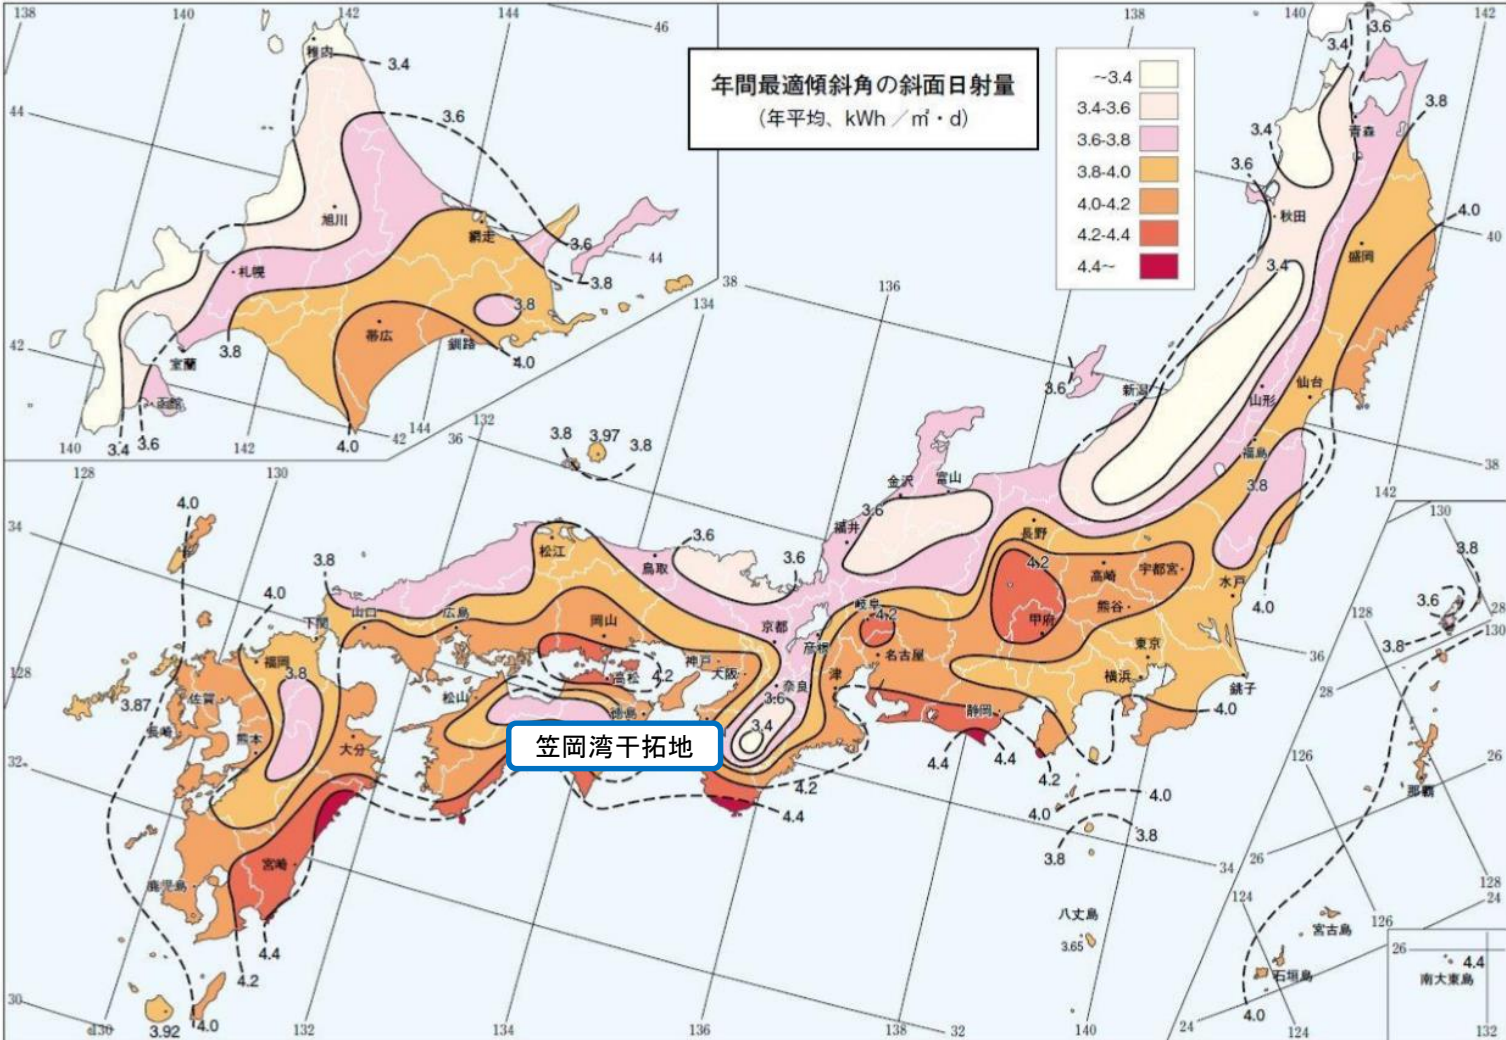 年間最適傾斜角の斜面日射量
(年平均、kWh/㎡・d)
~3.4
3.4-3.6
3.6-3.8
3.8-4.0
4.0-4.2
4.2-4.4
4.4~
138
140
142
144
46
稚内
3.4
44
3.6
旭川
網走
3.6
44
札幌
3.8
3.8
42
帯広
釧路
室蘭
3.8
4.0
函館
140
3.4
3.6
142
4.0
42
144
138
140
142
3.6
3.4
青森
3.8
3.4
3.6
秋田
4.0
40
盛岡
3.4
38
134
136
3.6
新潟
仙台
山形
福島
38
3.8
142
132
36
3.8
3.97
3.8
128
130
34
4.0
金沢
富山
3.6
福井
長野
松江
3.6
鳥取
3.6
4.2
高崎
宇都宮
水戸
3.8
4.0
山口
広島
岡山
下関
岐阜
4.2
熊谷
甲府
4.0
京都
彦根
東京
36
福岡
神戸
大阪
名古屋
横浜
銚子
3.8
高松
4.2
奈良
津
128
佐賀
松山
徳島
3.6
静岡
4.0
3.87
長崎
熊本
大分
3.4
笠岡湾干拓地
32
4.4
4.4
4.2
4.2
4.4
4.0
4.0
3.8
3.8
宮崎
34
鹿児島
4.4
4.2
八丈島
3.65
30
130
3.92
4.0
132
134
136
138
32
140
130
3.8
3.6
28
128
130
3.8
28
126
26
那覇
26
128
24
124
宮古島
126
石垣島
4.0
24
124
26
4.4
南大東島
132